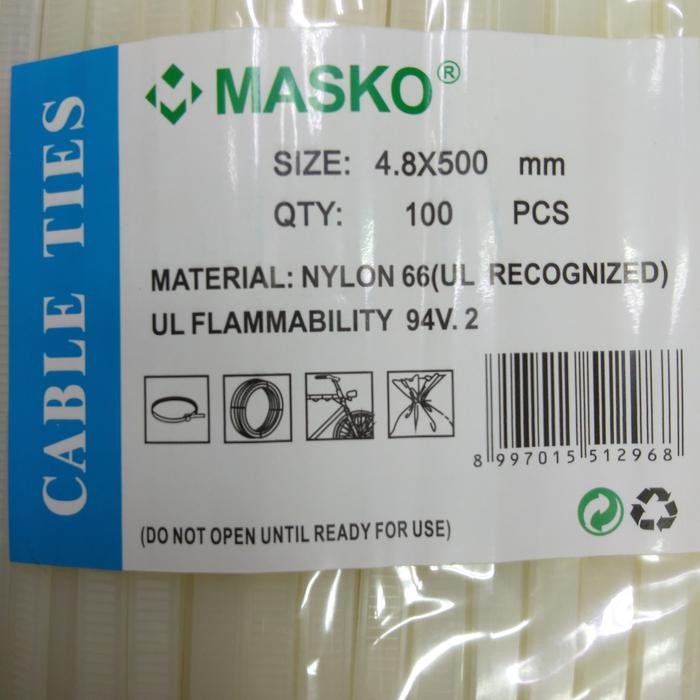 CABLE TIES
MASKO®
SIZE: 4.8X500 mm
QTY: 100 PCS
MATERIAL: NYLON 66(UL RECOGNIZED)
UL FLAMMABILITY 94V. 2
8 997015 512968
(DO NOT OPEN UNTIL READY FOR USE)